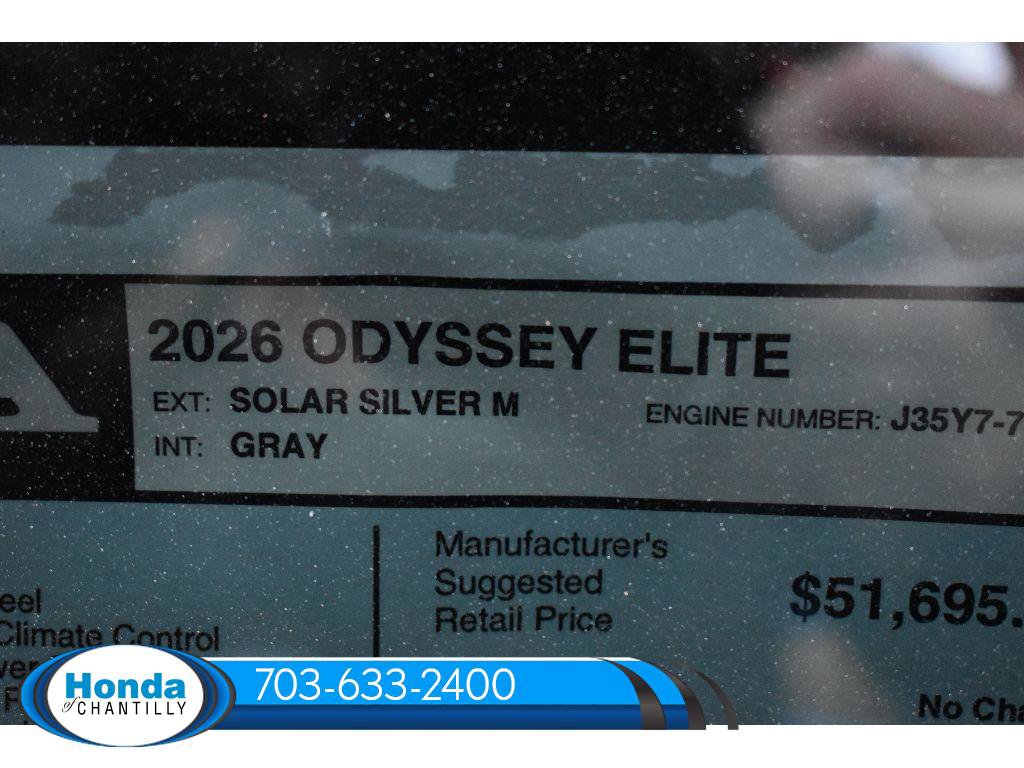 2026 ODYSSEY ELITE
EXT: SOLAR SILVER M
ENGINE NUMBER: J35Y7-7
INT: GRAY
Manufacturer's
Suggested
Retail Price
$51,695.
eel
Climate Control
No Cha
Honda
of CHANTILLY
703-633-2400